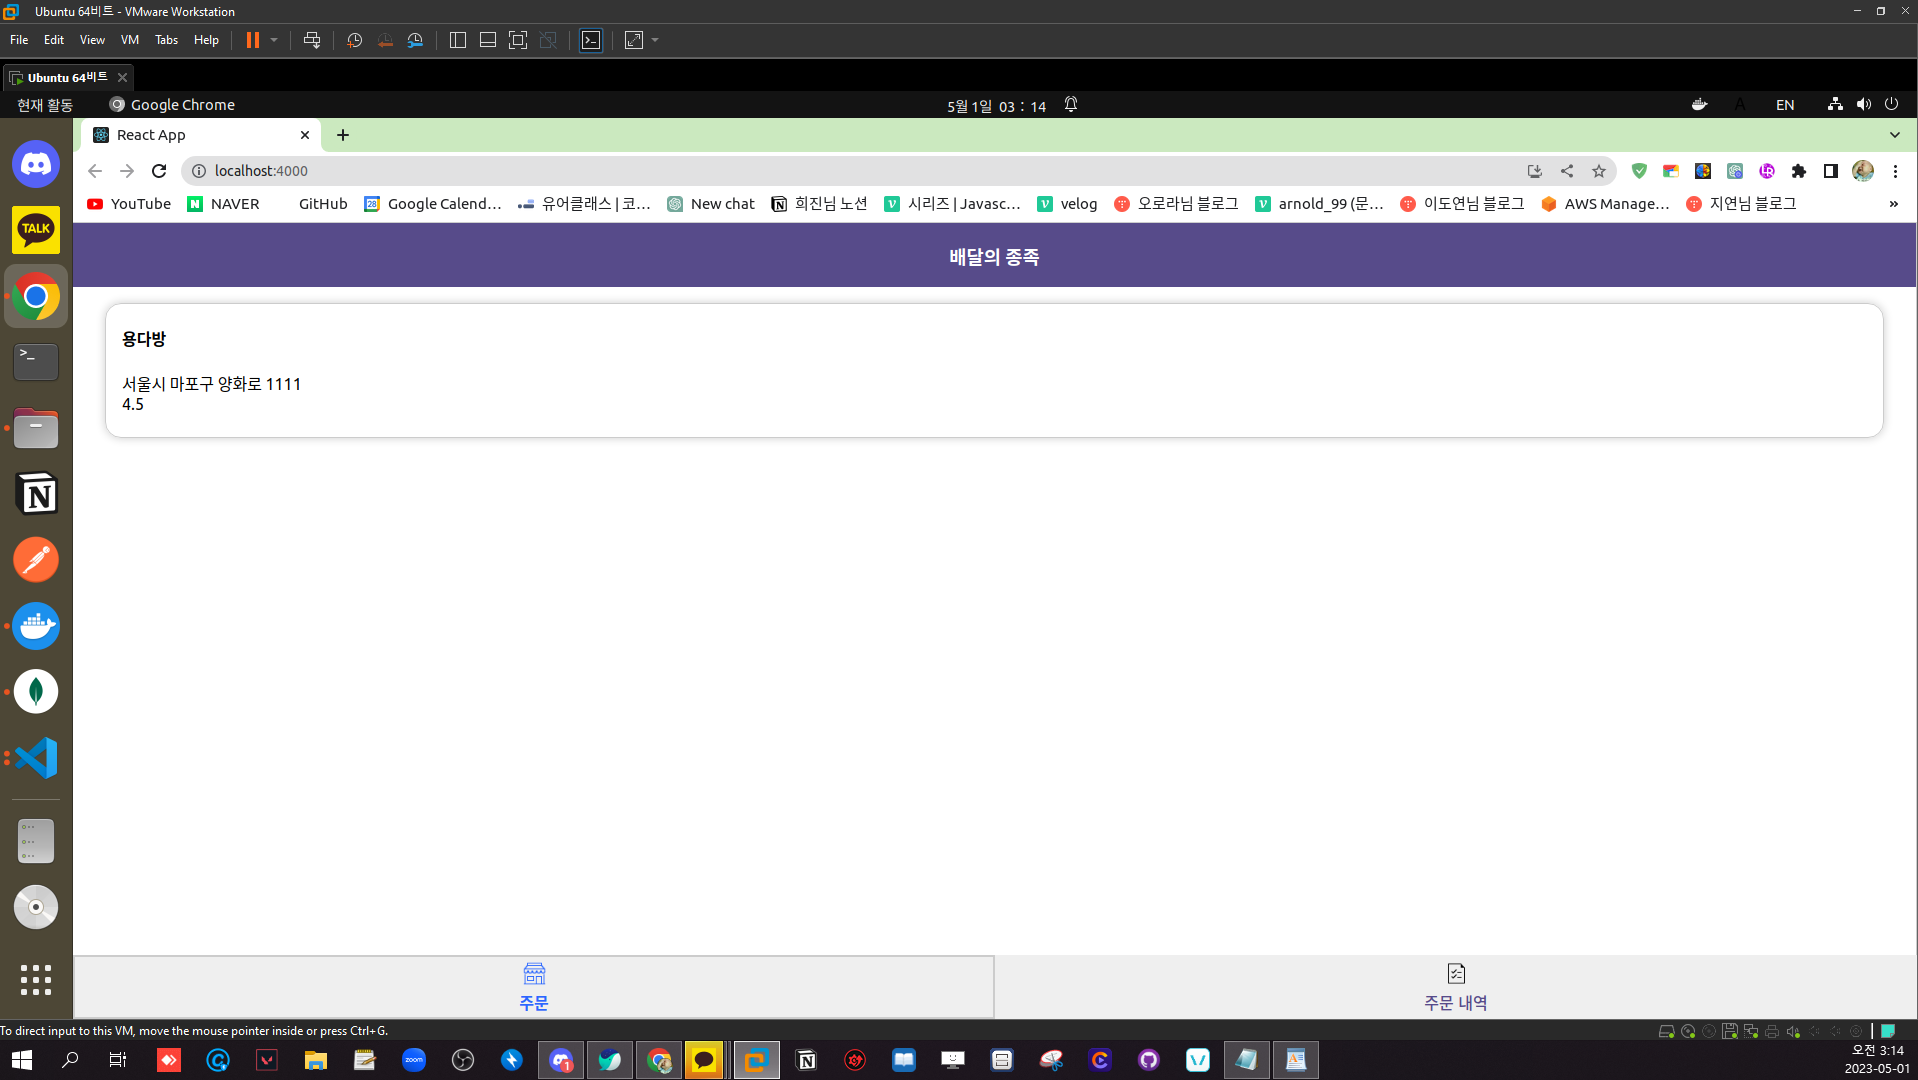 Ubuntu 64비트 - VMware Workstation
File Edit View VM Tabs Help
Ubuntu 64비트
현재 활동 Google Chrome 5월 1일 03 : 14 A EN
React App
localhost:4000
YouTube NAVER GitHub Google Calend… 유어클래스 | 코… New chat 희진님 노션 시리즈 | Javasc… velog 오로라님 블로그 arnold_99 (문… 이도연님 블로그 AWS Manage… 지연님 블로그 »
배달의 종족
용다방
서울시 마포구 양화로 1111
4.5
주문
주문 내역
To direct input to this VM, move the mouse pointer inside or press Ctrl+G.
오전 3:14
2023-05-01
TALK
zoom
1